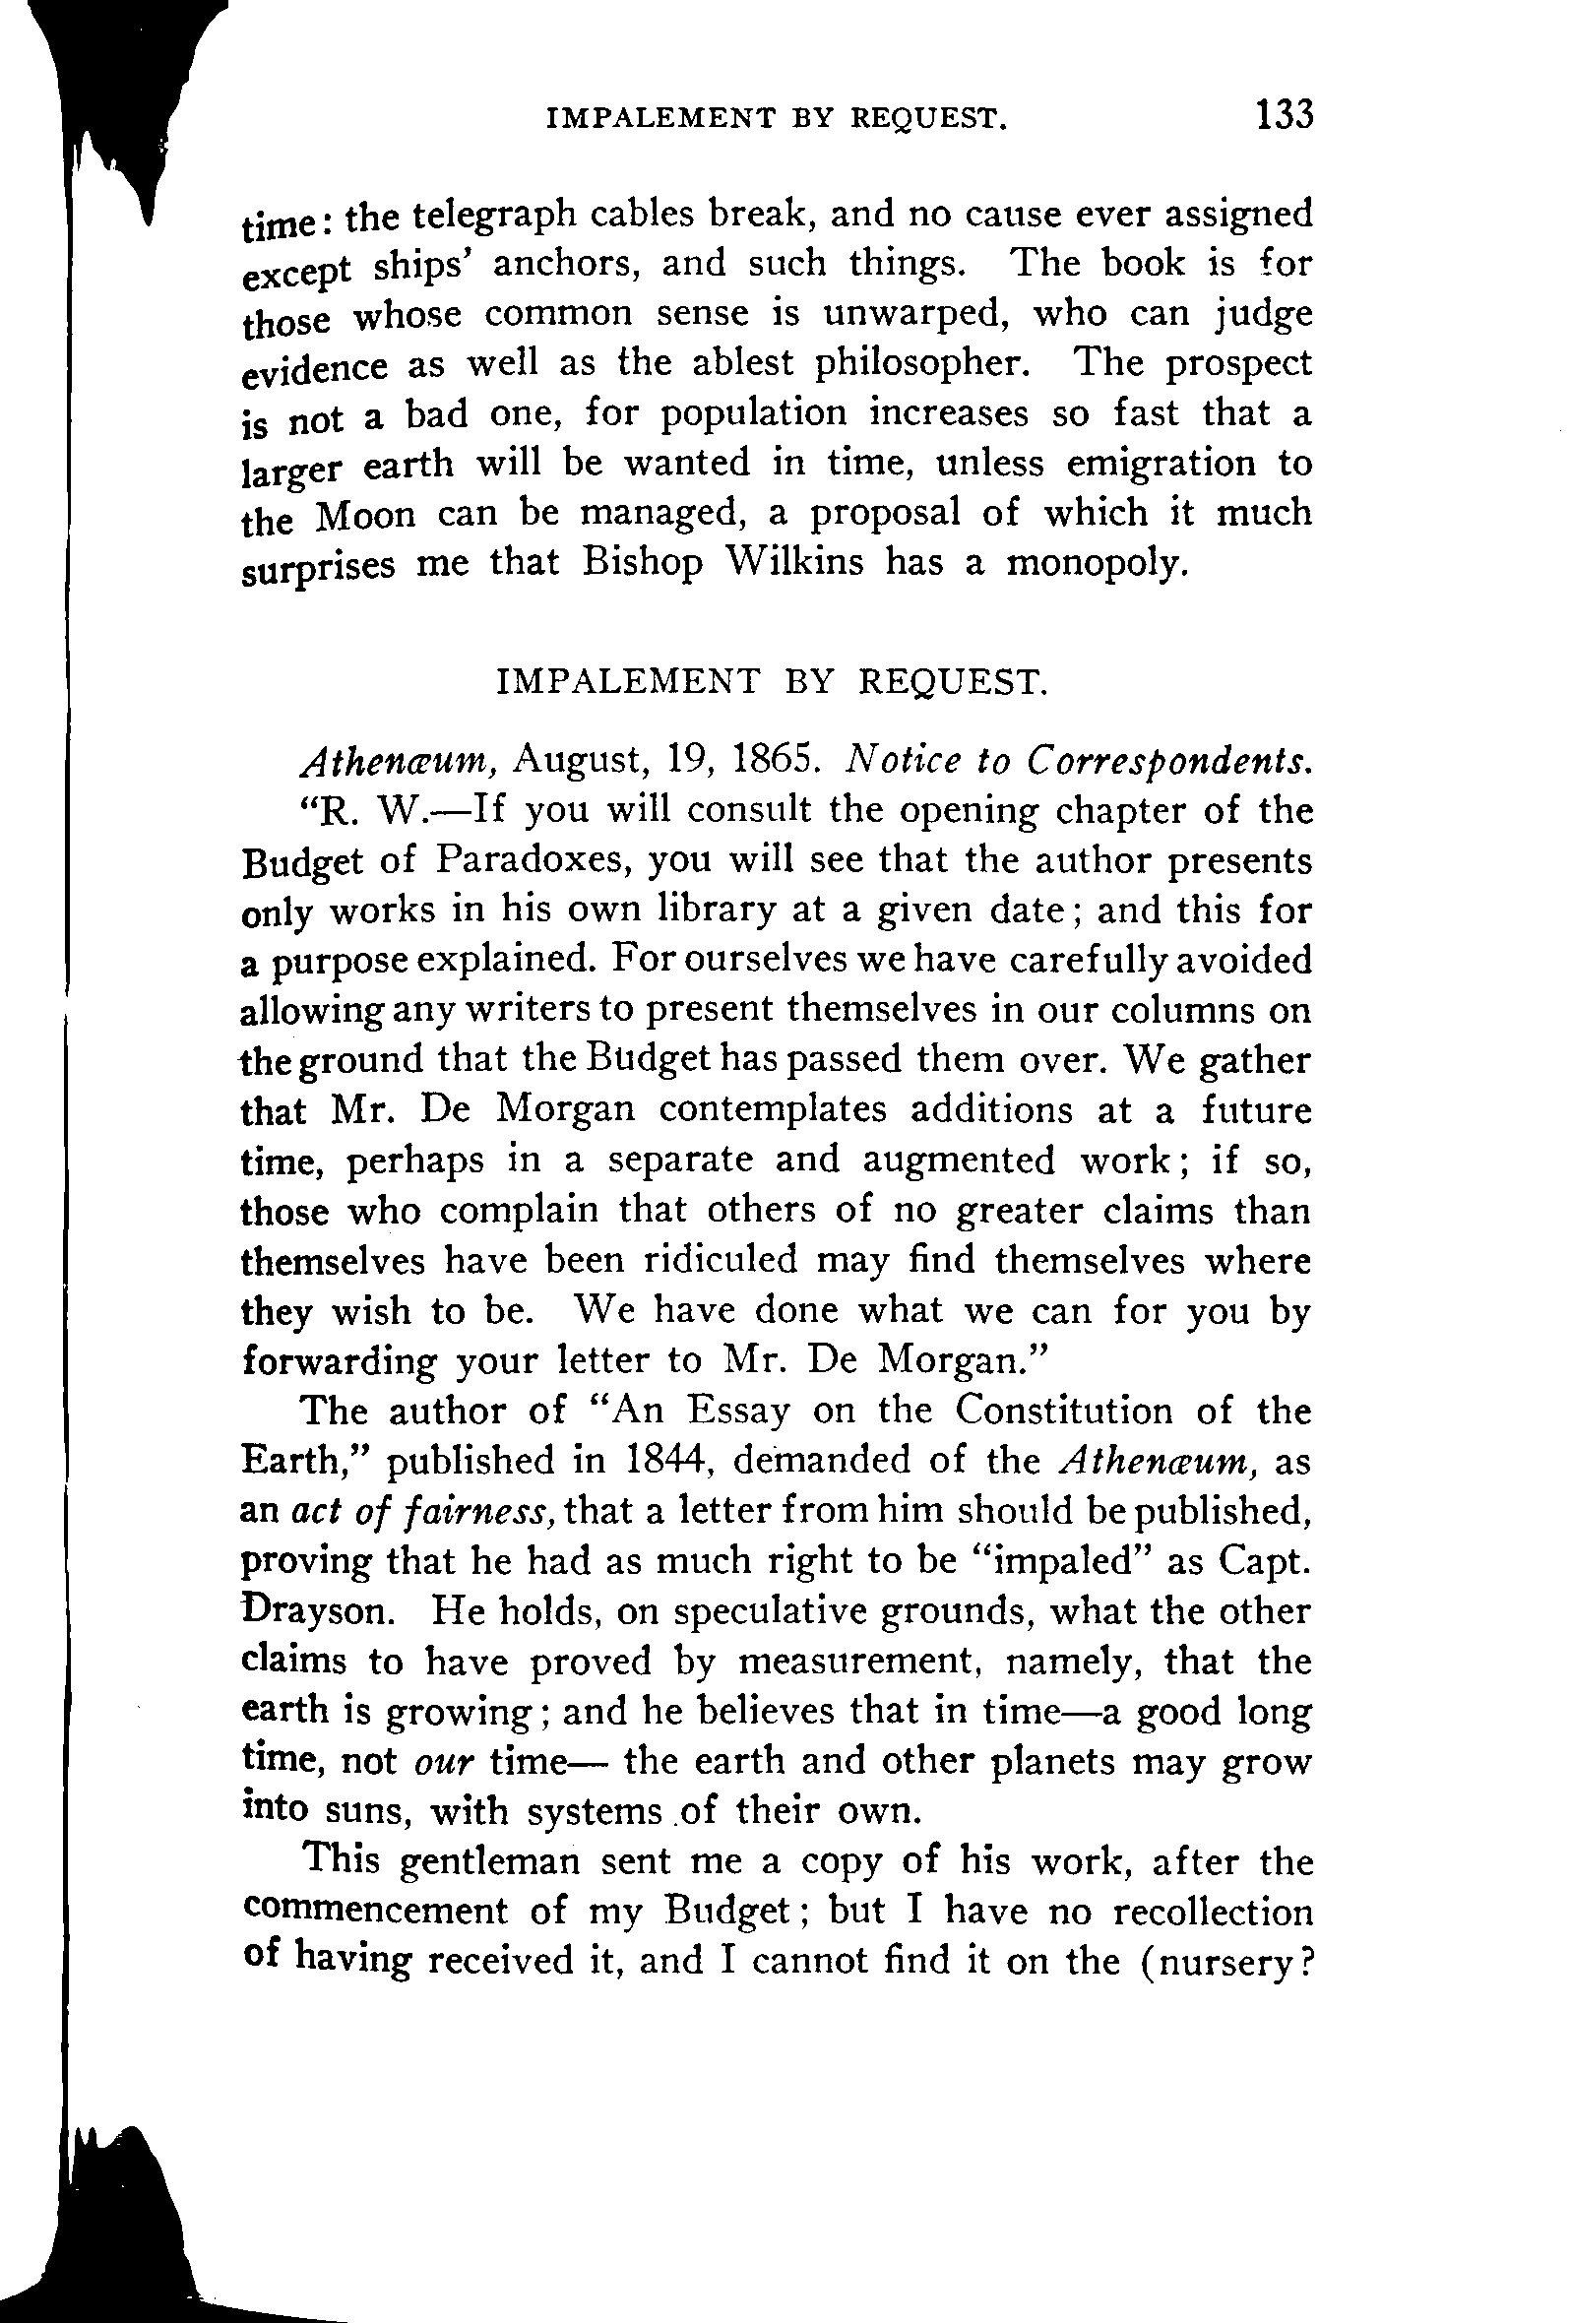 IMPALEMENT BY REQUEST. 133
time: the telegraph cables break, and no cause ever assigned
except ships' anchors, and such things. The book is for
those whose common sense is unwarped, who can judge
evidence as well as the ablest philosopher. The prospect
is not a bad one, for population increases so fast that a
larger earth will be wanted in time, unless emigration to
the Moon can be managed, a proposal of which it much
surprises me that Bishop Wilkins has a monopoly.
IMPALEMENT BY REQUEST.
Athenæum, August, 19, 1865. Notice to Correspondents.
“R. W.—If you will consult the opening chapter of the
Budget of Paradoxes, you will see that the author presents
only works in his own library at a given date; and this for
a purpose explained. For ourselves we have carefully avoided
allowing any writers to present themselves in our columns on
the ground that the Budget has passed them over. We gather
that Mr. De Morgan contemplates additions at a future
time, perhaps in a separate and augmented work; if so,
those who complain that others of no greater claims than
themselves have been ridiculed may find themselves where
they wish to be. We have done what we can for you by
forwarding your letter to Mr. De Morgan.”
The author of “An Essay on the Constitution of the
Earth,” published in 1844, demanded of the Athenæum, as
an act of fairness, that a letter from him should be published,
proving that he had as much right to be “impaled” as Capt.
Drayson. He holds, on speculative grounds, what the other
claims to have proved by measurement, namely, that the
earth is growing; and he believes that in time—a good long
time, not our time— the earth and other planets may grow
into suns, with systems of their own.
This gentleman sent me a copy of his work, after the
commencement of my Budget; but I have no recollection
of having received it, and I cannot find it on the (nursery?